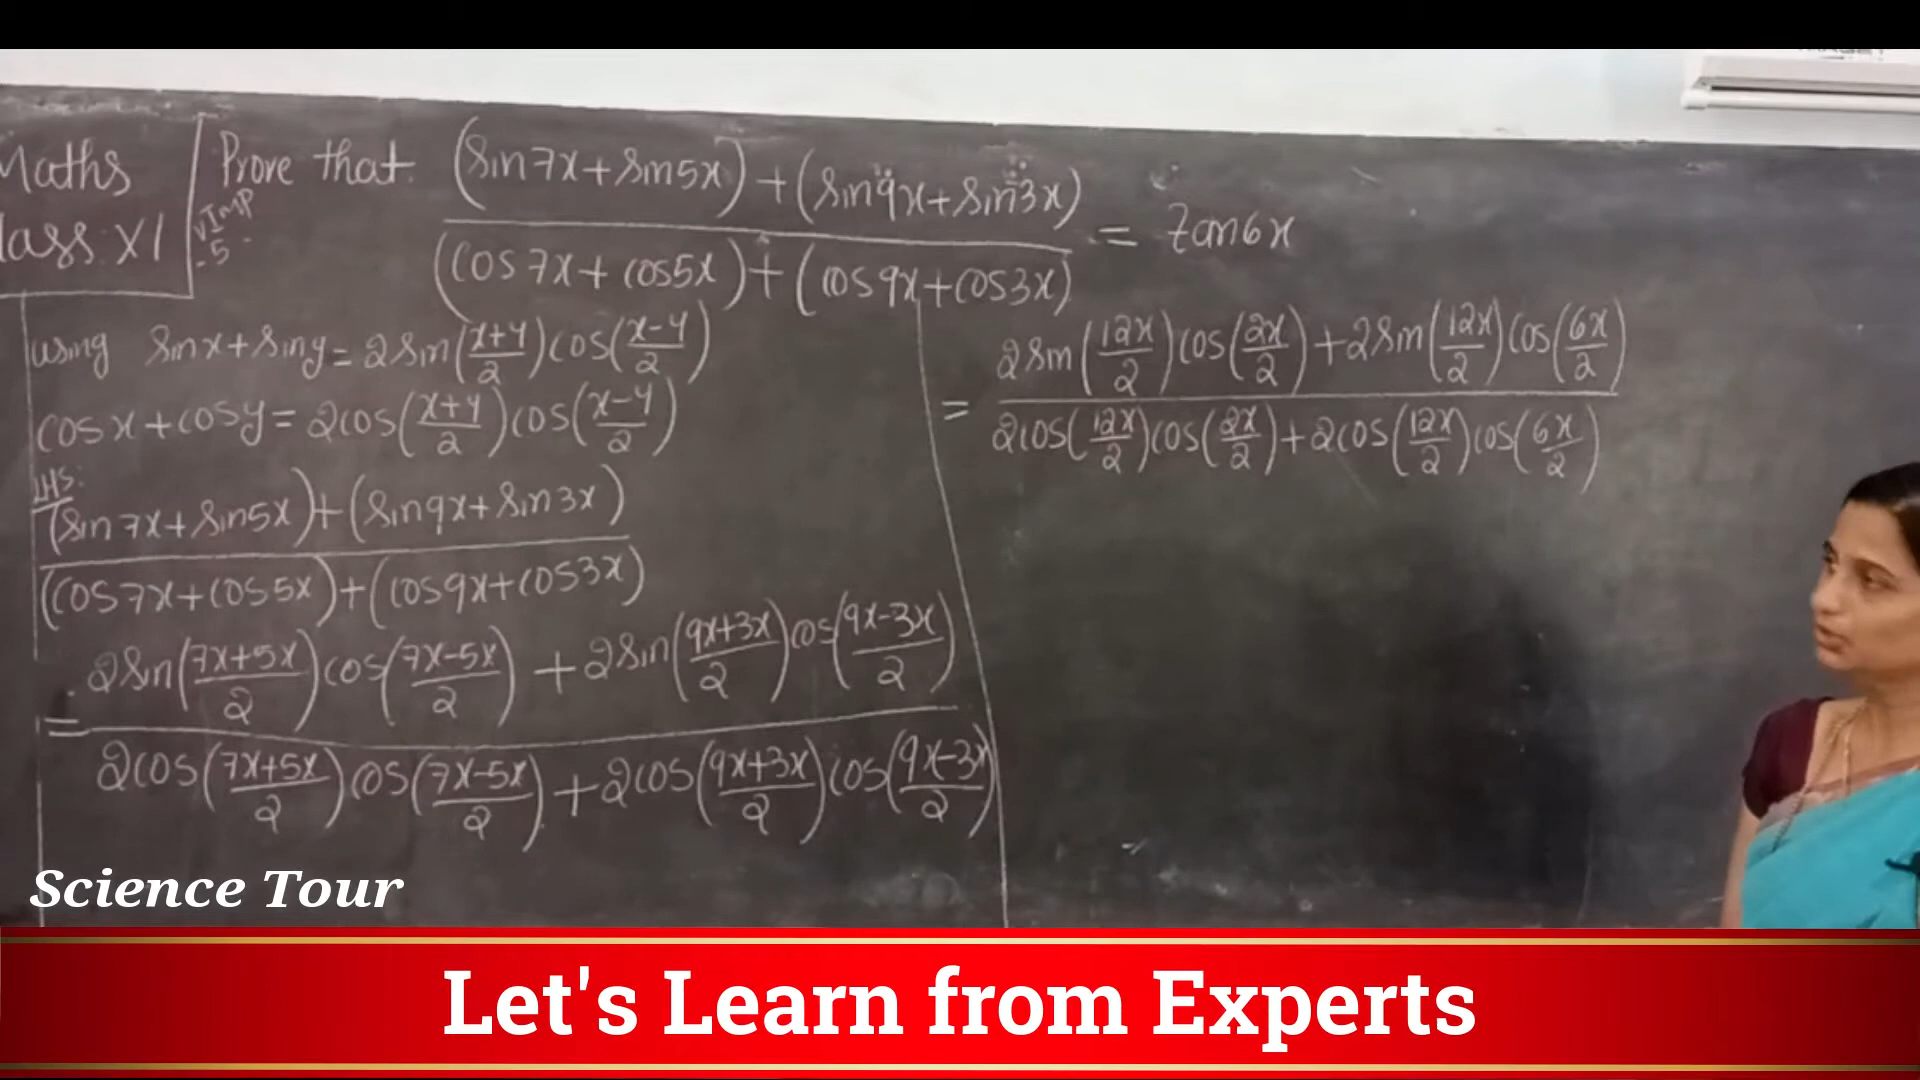 Maths
Class: XI
V Imp
-5-
Prove that (sin7x+sin5x)+(sin9x+sin3x)
(cos7x+cos5x)+(cos9x+cos3x)
= tan6x
using sinx+siny=2sin(x+y/2)cos(x-y/2)
cosx+cosy=2cos(x+y/2)cos(x-y/2)
LHS:
(sin7x+sin5x)+(sin9x+sin3x)
(cos7x+cos5x)+(cos9x+cos3x)
= 2sin(7x+5x/2)cos(7x-5x/2)+2sin(9x+3x/2)cos(9x-3x/2)
2cos(7x+5x/2)cos(7x-5x/2)+2cos(9x+3x/2)cos(9x-3x/2)
= 2sin(12x/2)cos(2x/2)+2sin(12x/2)cos(6x/2)
2cos(12x/2)cos(2x/2)+2cos(12x/2)cos(6x/2)
Science Tour
Let's Learn from Experts